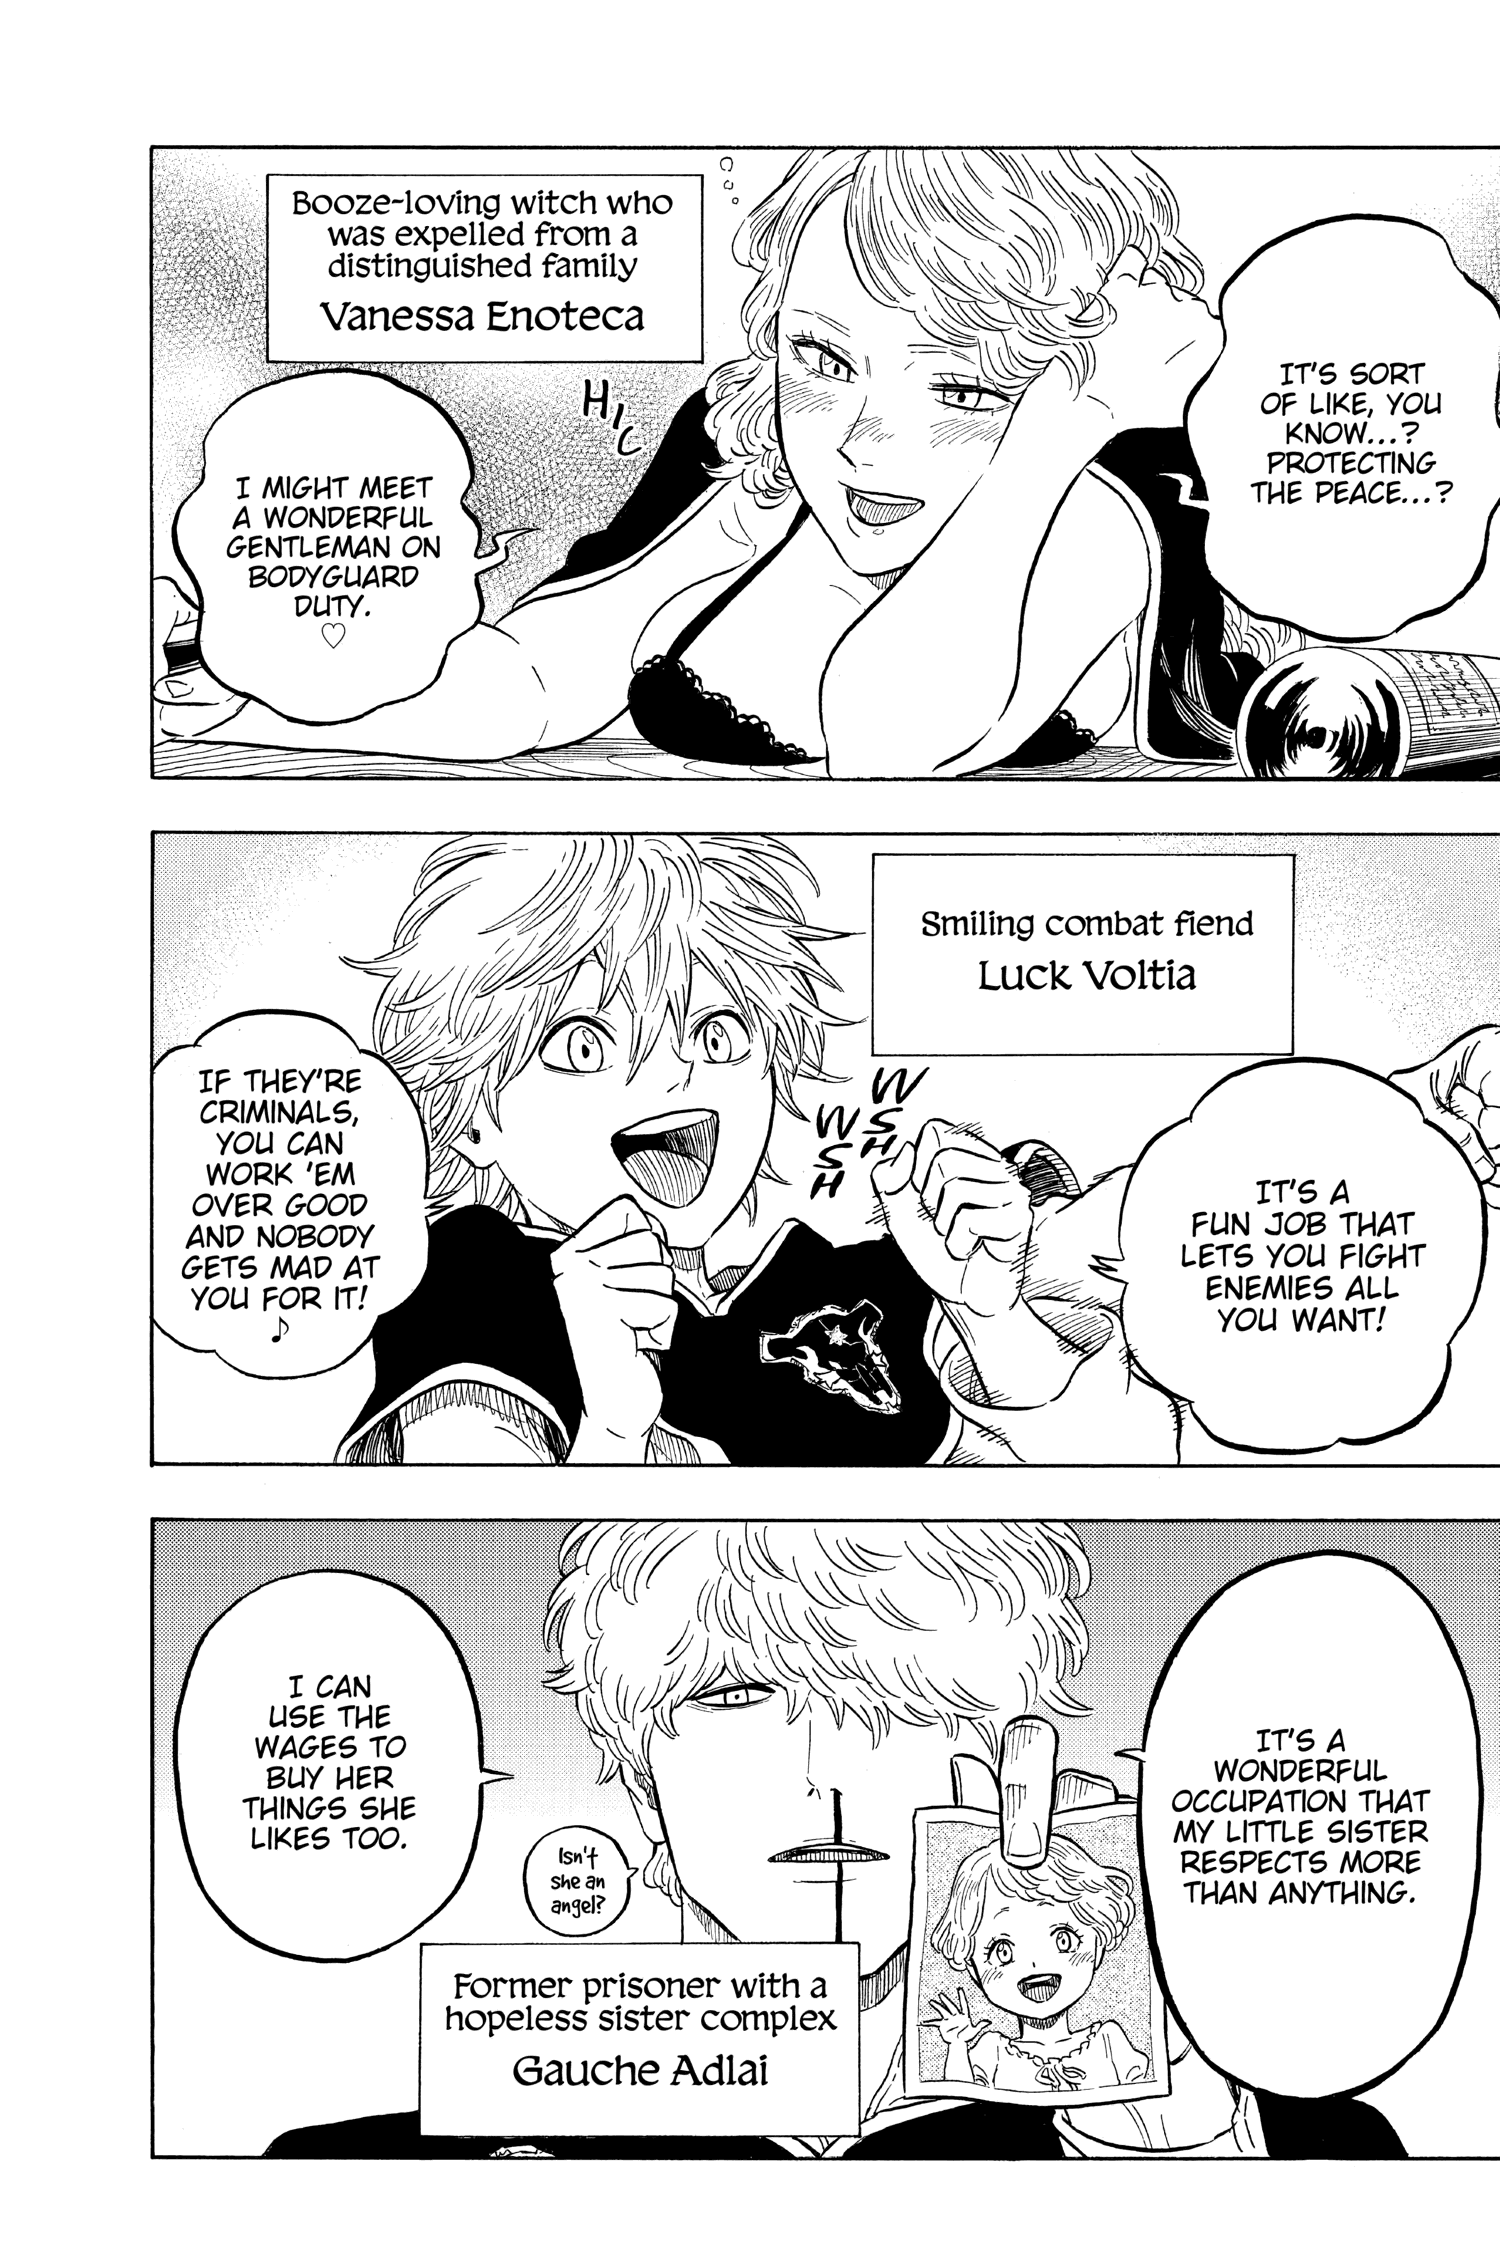 Booze-loving witch who
was expelled from a
distinguished family
Vanessa Enoteca
IT'S SORT
OF LIKE, YOU
KNOW...?
PROTECTING
THE PEACE...?
HIC
I MIGHT MEET
A WONDERFUL
GENTLEMAN ON
BODYGUARD
DUTY.
♡
Smiling combat fiend
Luck Voltia
IT'S A
FUN JOB THAT
LETS YOU FIGHT
ENEMIES ALL
YOU WANT!
WSH
WSH
IF THEY'RE
CRIMINALS,
YOU CAN
WORK 'EM
OVER GOOD
AND NOBODY
GETS MAD AT
YOU FOR IT!
♪
IT'S A
WONDERFUL
OCCUPATION THAT
MY LITTLE SISTER
RESPECTS MORE
THAN ANYTHING.
I CAN
USE THE
WAGES TO
BUY HER
THINGS SHE
LIKES TOO.
Isn't
she an
angel?
Former prisoner with a
hopeless sister complex
Gauche Adlai